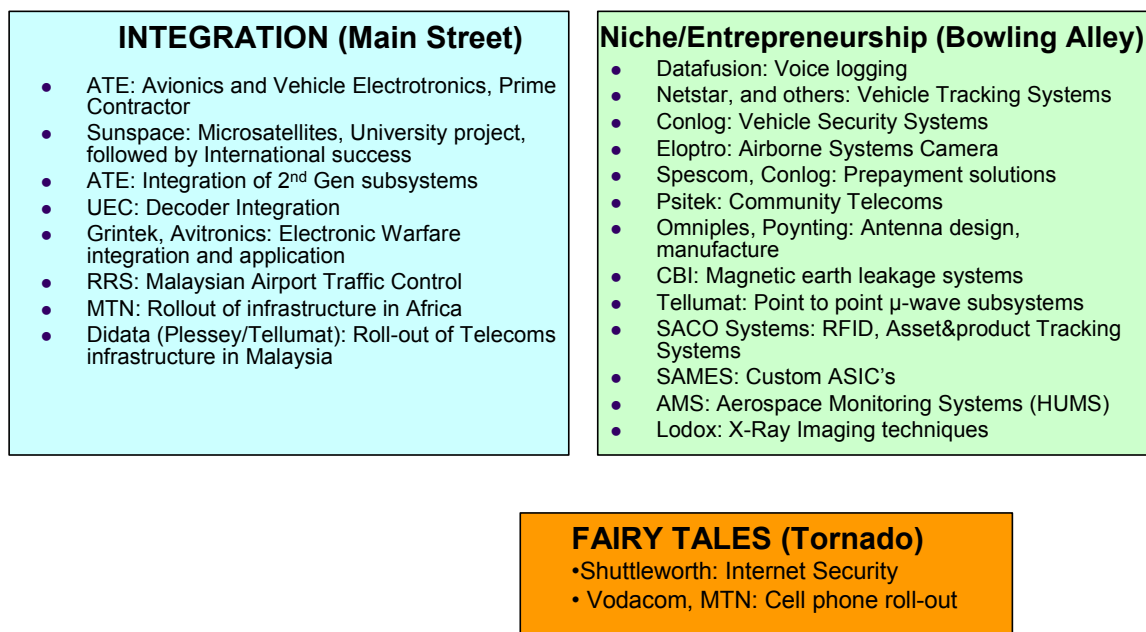 INTEGRATION (Main Street)
● ATE: Avionics and Vehicle Electrotronics, Prime
Contractor
● Sunspace: Microsatellites, University project,
followed by International success
● ATE: Integration of 2nd Gen subsystems
● UEC: Decoder Integration
● Grintek, Avitronics: Electronic Warfare
integration and application
● RRS: Malaysian Airport Traffic Control
● MTN: Rollout of infrastructure in Africa
● Didata (Plessey/Tellumat): Roll-out of Telecoms
infrastructure in Malaysia
Niche/Entrepreneurship (Bowling Alley)
● Datafusion: Voice logging
● Netstar, and others: Vehicle Tracking Systems
● Conlog: Vehicle Security Systems
● Eloptro: Airborne Systems Camera
● Spescom, Conlog: Prepayment solutions
● Psitek: Community Telecoms
● Omniples, Poynting: Antenna design,
manufacture
● CBI: Magnetic earth leakage systems
● Tellumat: Point to point µ-wave subsystems
● SACO Systems: RFID, Asset&product Tracking
Systems
● SAMES: Custom ASIC's
● AMS: Aerospace Monitoring Systems (HUMS)
● Lodox: X-Ray Imaging techniques
FAIRY TALES (Tornado)
•Shuttleworth: Internet Security
• Vodacom, MTN: Cell phone roll-out